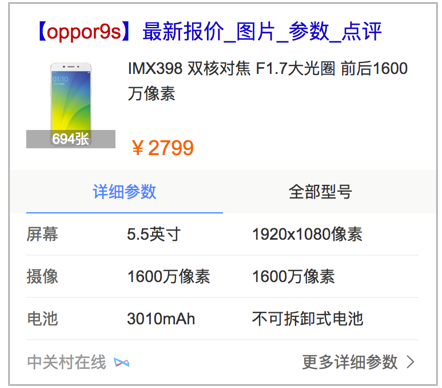 【oppor9s】最新报价_图片_参数_点评
IMX398 双核对焦 F1.7大光圈 前后1600
万像素
694张
￥2799
详细参数 全部型号
屏幕 5.5英寸 1920x1080像素
摄像 1600万像素 1600万像素
电池 3010mAh 不可拆卸式电池
中关村在线 更多详细参数 >